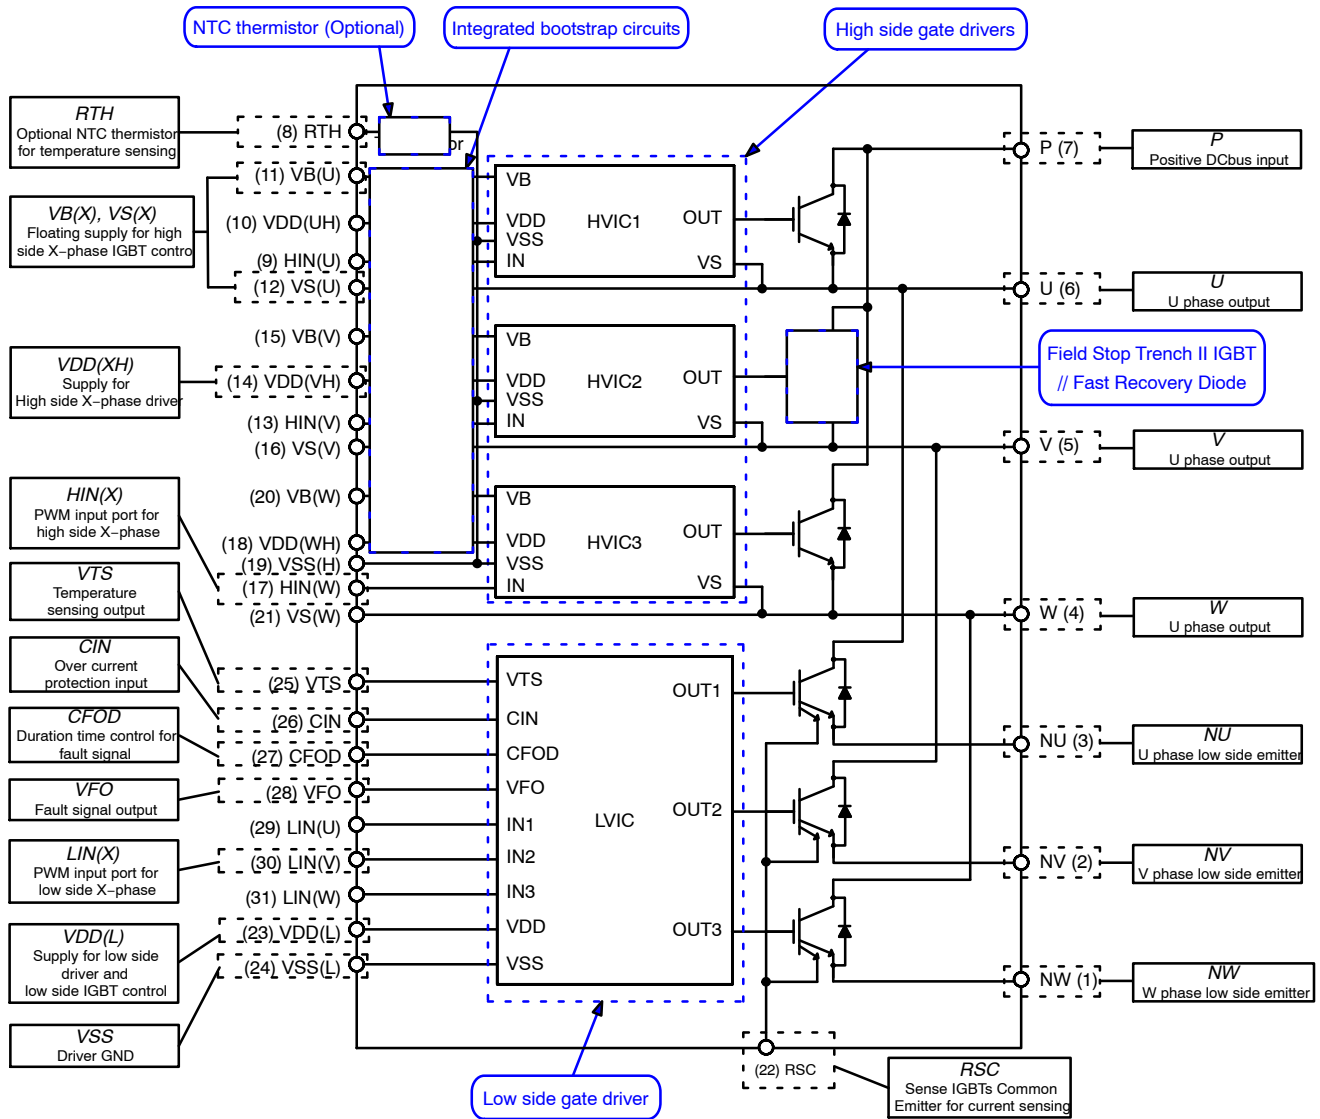 NTC thermistor (Optional)
Integrated bootstrap circuits
High side gate drivers
RTH
Optional NTC thermistor
for temperature sensing
(8) RTH
or
P (7)
P
Positive DCbus input
(11) VB(U)
VB(X), VS(X)
Floating supply for high
side X−phase IGBT contro
(10) VDD(UH)
(9) HIN(U)
(12) VS(U)
VB
VDD
VSS
IN
HVIC1
OUT
VS
U (6)
U
U phase output
(15) VB(V)
VDD(XH)
Supply for
High side X−phase driver
(14) VDD(VH)
(13) HIN(V)
(16) VS(V)
VB
VDD
VSS
IN
HVIC2
OUT
VS
Field Stop Trench II IGBT
// Fast Recovery Diode
V (5)
V
U phase output
HIN(X)
PWM input port for
high side X−phase
(20) VB(W)
(18) VDD(WH)
(19) VSS(H)
(17) HIN(W)
(21) VS(W)
VB
VDD
VSS
IN
HVIC3
OUT
VS
W (4)
W
U phase output
VTS
Temperature
sensing output
CIN
Over current
protection input
CFOD
Duration time control for
fault signal
VFO
Fault signal output
LIN(X)
PWM input port for
low side X−phase
VDD(L)
Supply for low side
driver and
low side IGBT control
VSS
Driver GND
(25) VTS
(26) CIN
(27) CFOD
(28) VFO
(29) LIN(U)
(30) LIN(V)
(31) LIN(W)
(23) VDD(L)
(24) VSS(L)
VTS
CIN
CFOD
VFO
IN1
IN2
IN3
VDD
VSS
LVIC
OUT1
OUT2
OUT3
NU (3)
NU
U phase low side emitter
NV (2)
NV
V phase low side emitter
NW (1)
NW
W phase low side emitter
Low side gate driver
(22) RSC
RSC
Sense IGBTs Common
Emitter for current sensing